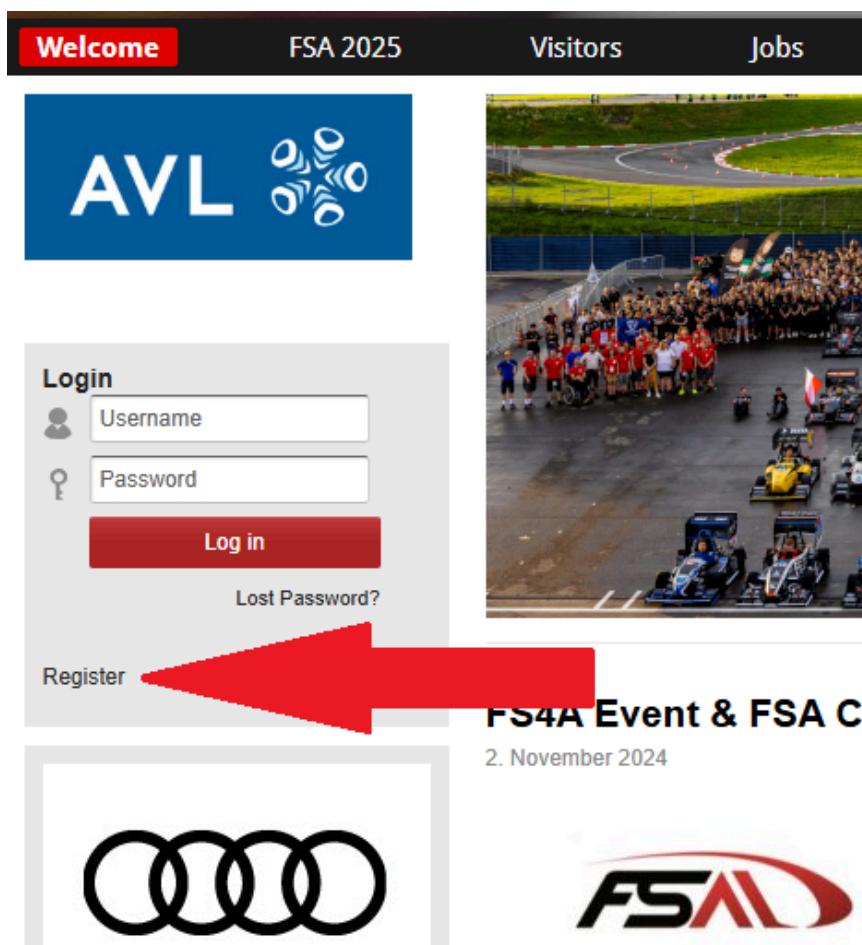 Welcome FSA 2025 Visitors Jobs
AVL
Login
Username
Password
Log in
Lost Password?
Register
FS4A Event & FSA C
2. November 2024
FSA